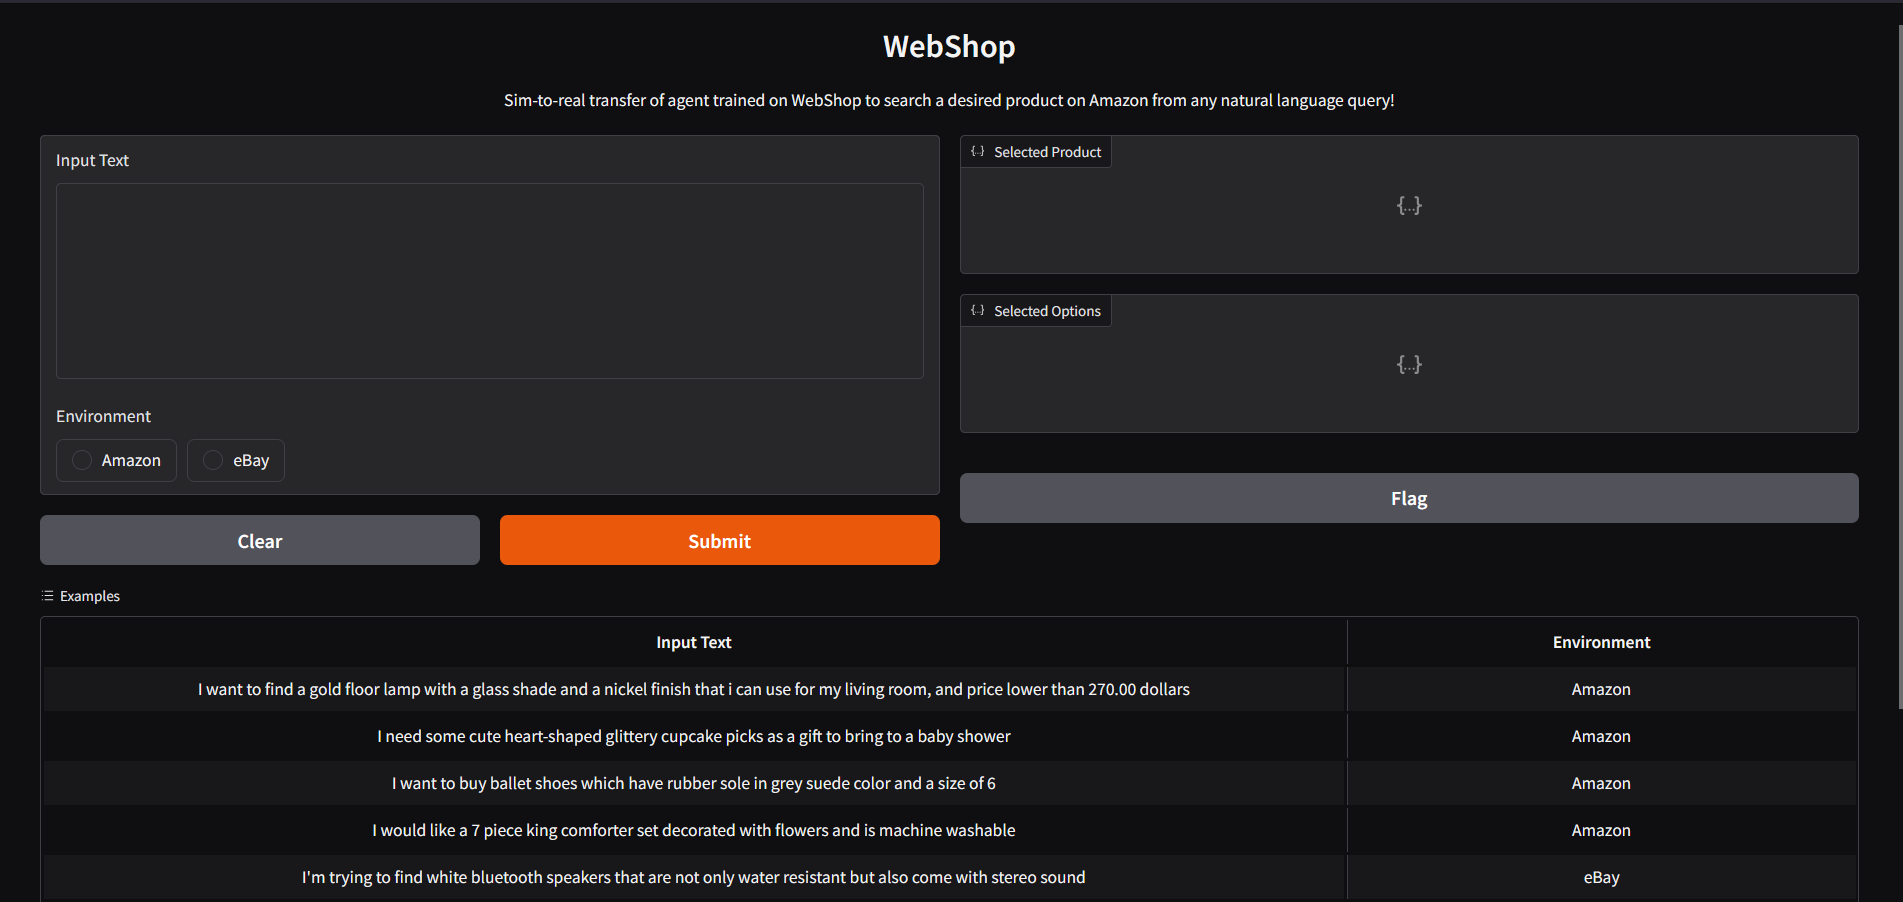 WebShop
Sim-to-real transfer of agent trained on WebShop to search a desired product on Amazon from any natural language query!
Input Text
Environment
Amazon
eBay
Clear
Submit
{..} Selected Product
{...}
{..} Selected Options
{...}
Flag
Examples
Input Text Environment
I want to find a gold floor lamp with a glass shade and a nickel finish that i can use for my living room, and price lower than 270.00 dollars Amazon
I need some cute heart-shaped glittery cupcake picks as a gift to bring to a baby shower Amazon
I want to buy ballet shoes which have rubber sole in grey suede color and a size of 6 Amazon
I would like a 7 piece king comforter set decorated with flowers and is machine washable Amazon
I'm trying to find white bluetooth speakers that are not only water resistant but also come with stereo sound eBay